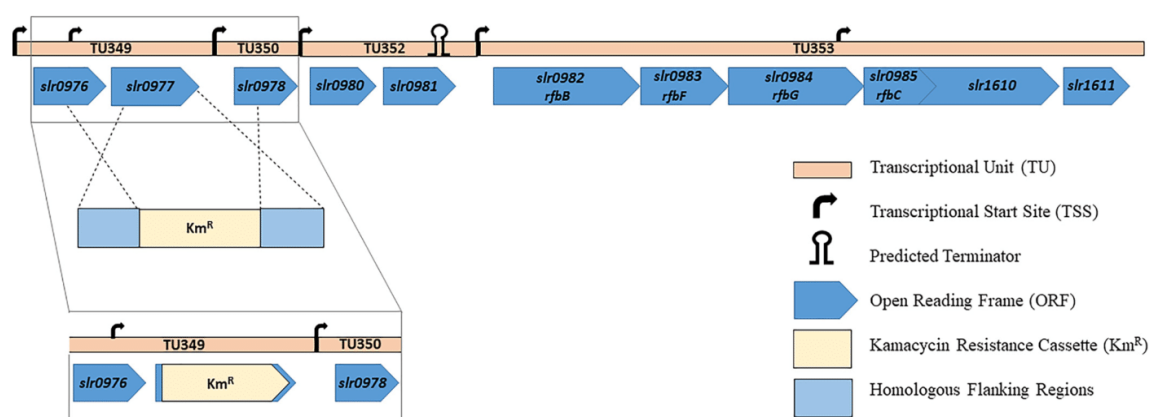 TU349 TU350 TU352 TU353
slr0976 slr0977 slr0978 slr0980 slr0981 slr0982 slr0983 slr0984 slr0985 slr1610 slr1611
rfbB rfbF rfbG rfbC
Km^R
Transcriptional Unit (TU)
Transcriptional Start Site (TSS)
Predicted Terminator
Open Reading Frame (ORF)
Kamacycin Resistance Cassette (Km^R)
Homologous Flanking Regions
TU349 TU350
slr0976 Km^R slr0978